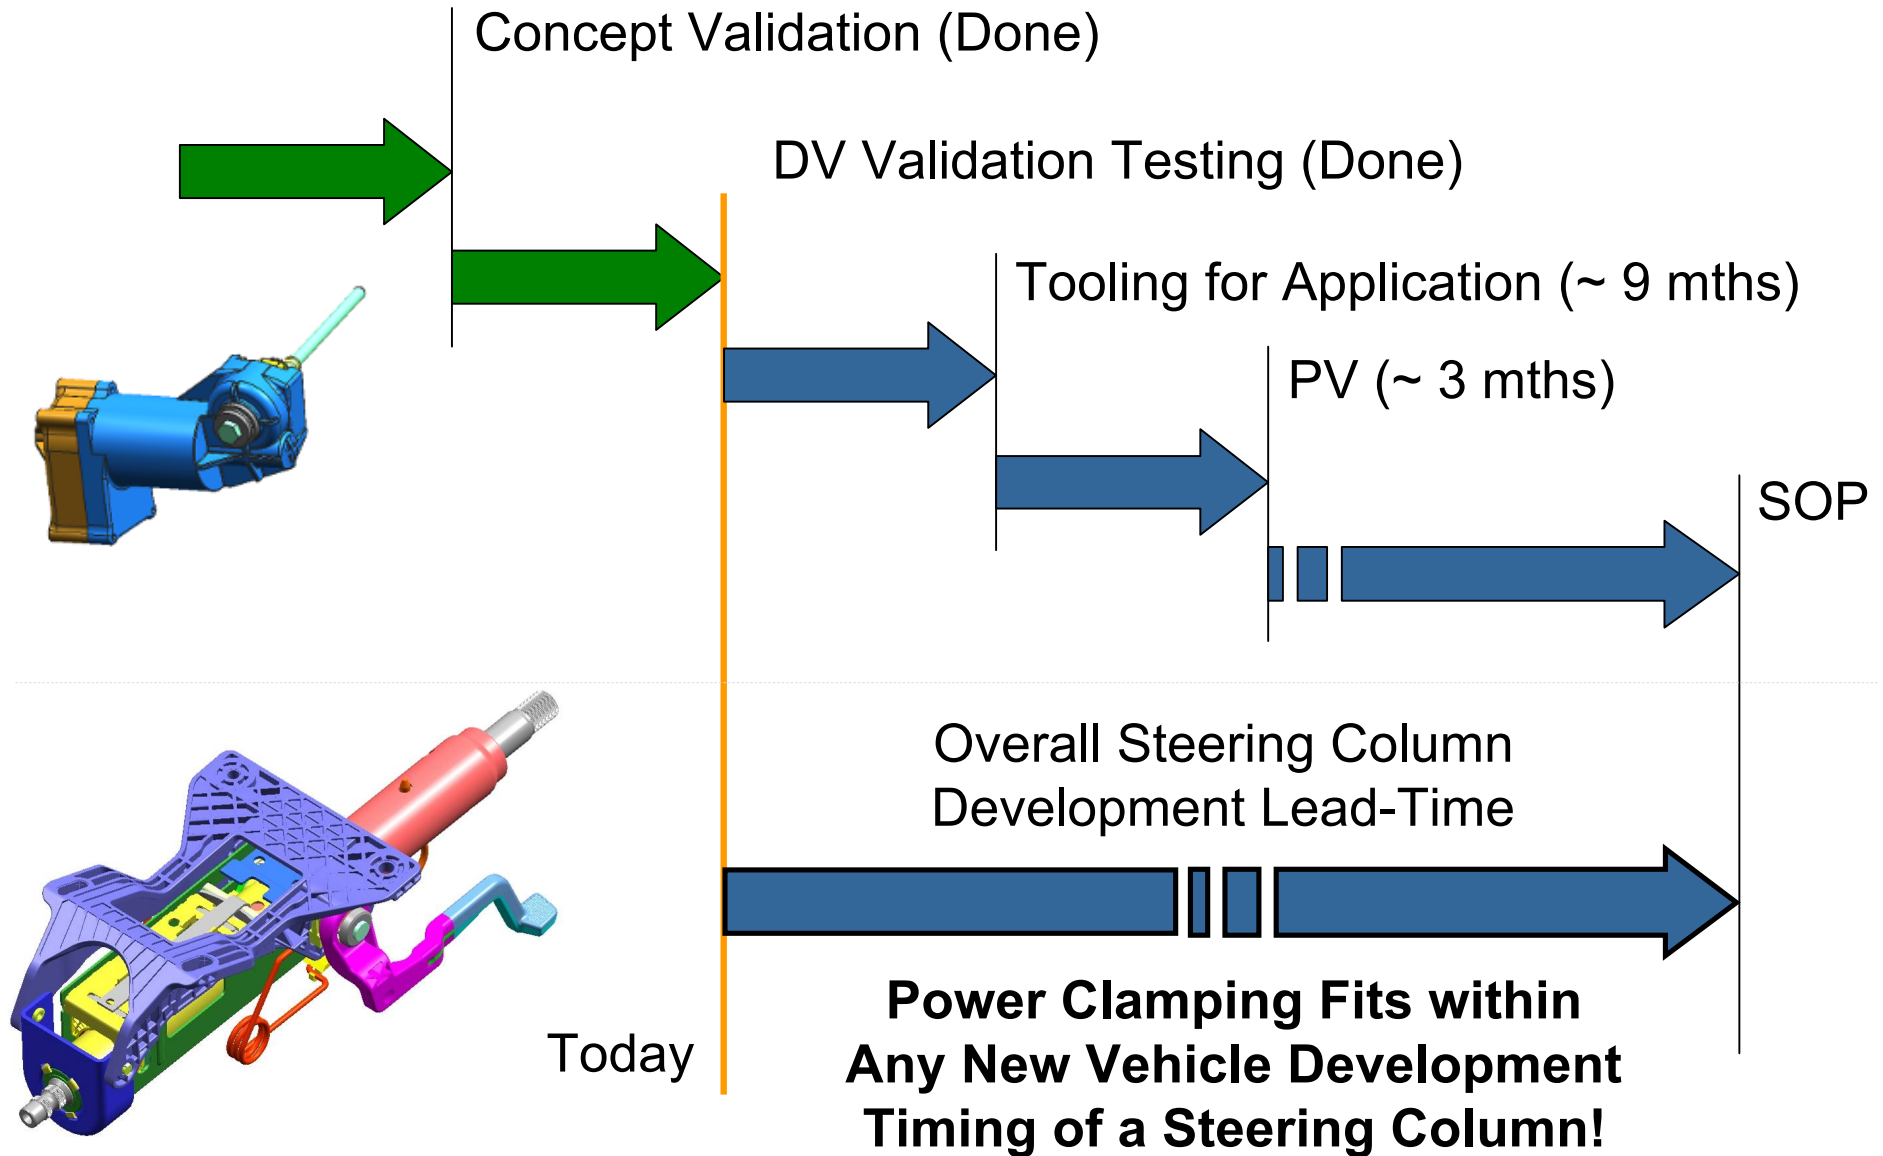 Concept Validation (Done)
DV Validation Testing (Done)
Tooling for Application (~ 9 mths)
PV (~ 3 mths)
SOP
Overall Steering Column
Development Lead-Time
Power Clamping Fits within
Any New Vehicle Development
Timing of a Steering Column!
Today